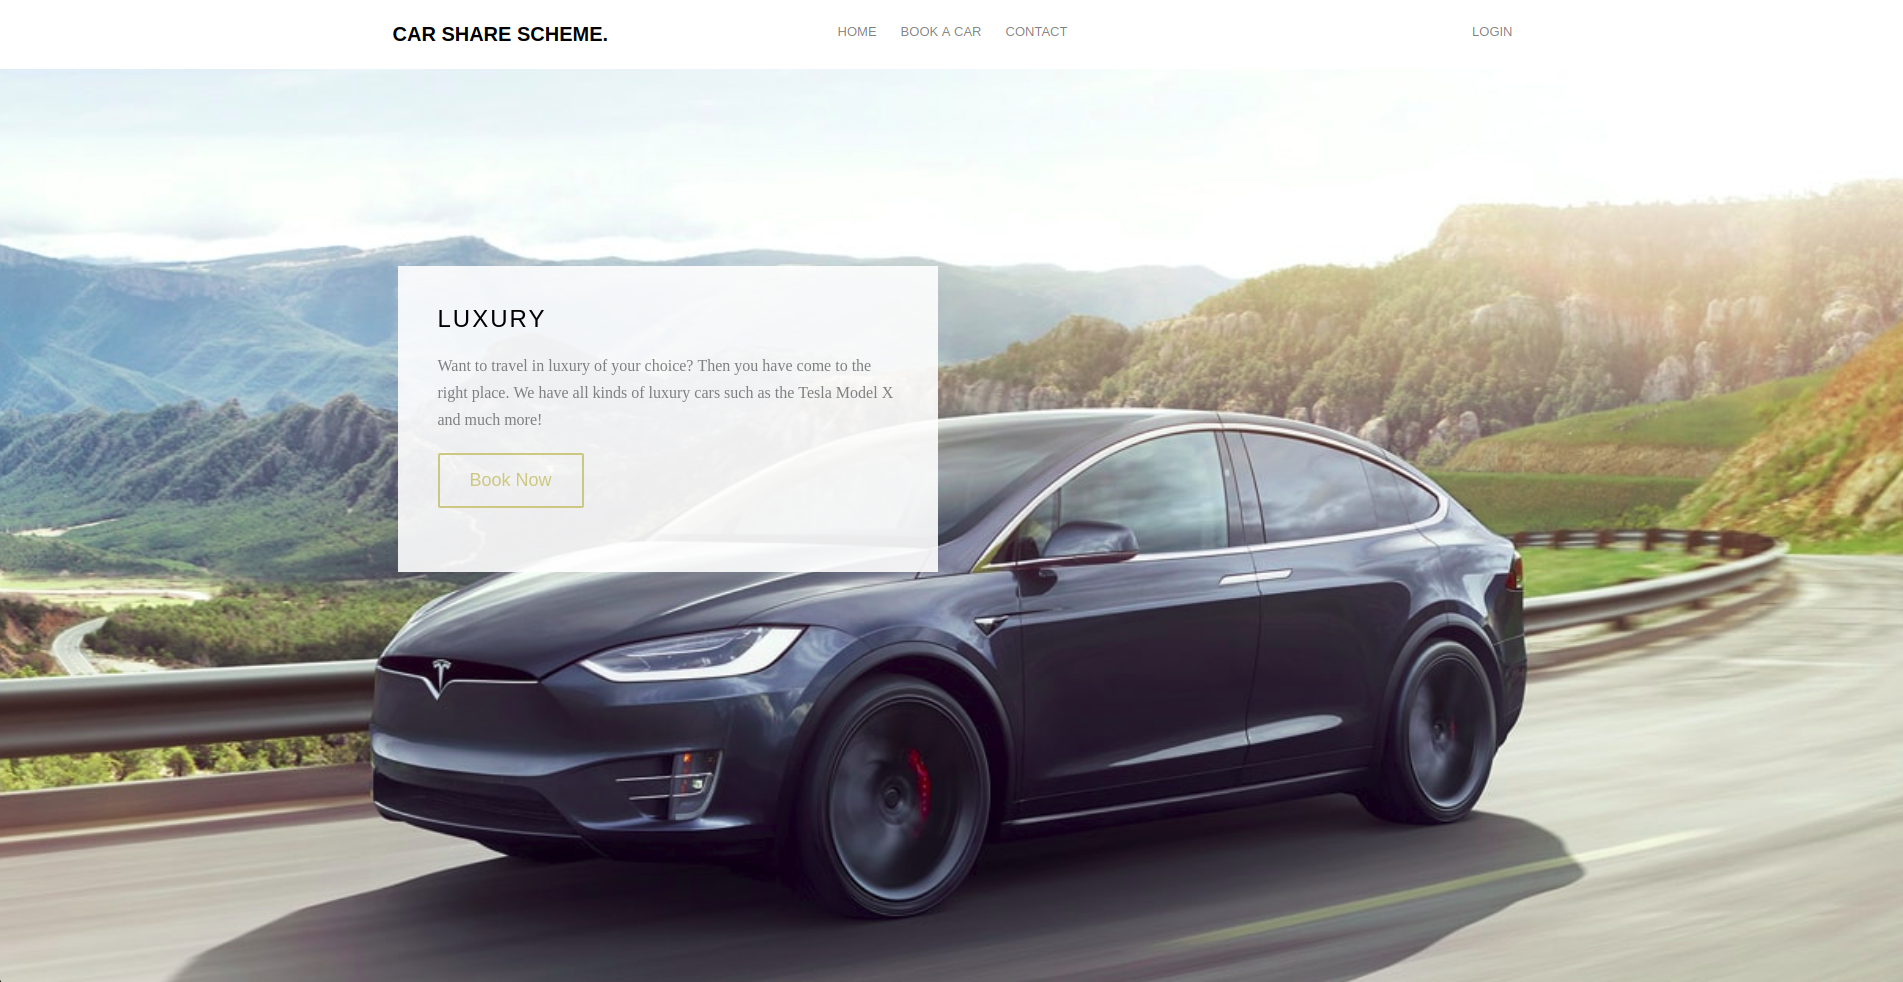 CAR SHARE SCHEME.
HOME BOOK A CAR CONTACT
LOGIN
LUXURY
Want to travel in luxury of your choice? Then you have come to the
right place. We have all kinds of luxury cars such as the Tesla Model X
and much more!
Book Now